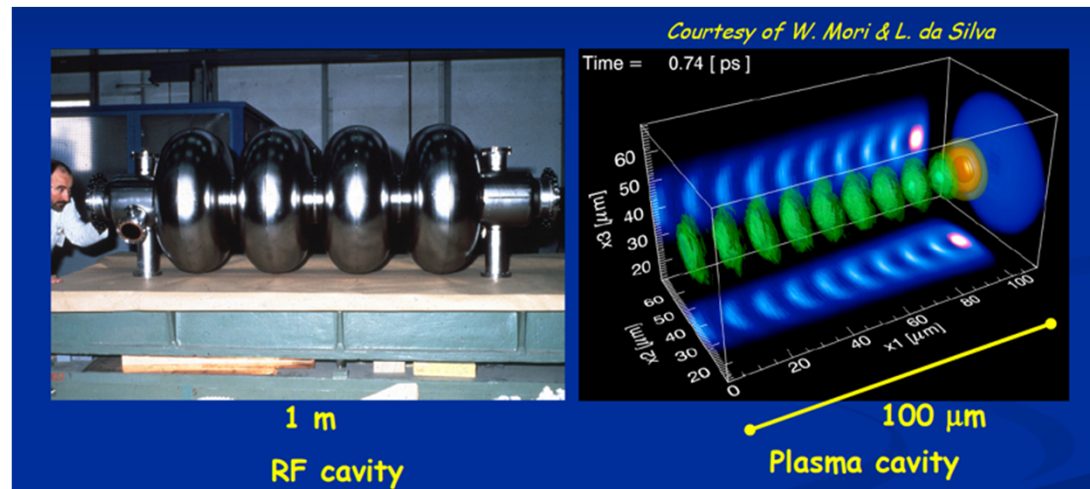 Courtesy of W. Mori & L. da Silva
Time = 0.74 [ ps ]
60
50
40
30
20
x3 [μm]
60
50
40
30
20
x2 [μm]
0
20
40
60
80
100
x1 [μm]
1 m
100 μm
RF cavity
Plasma cavity